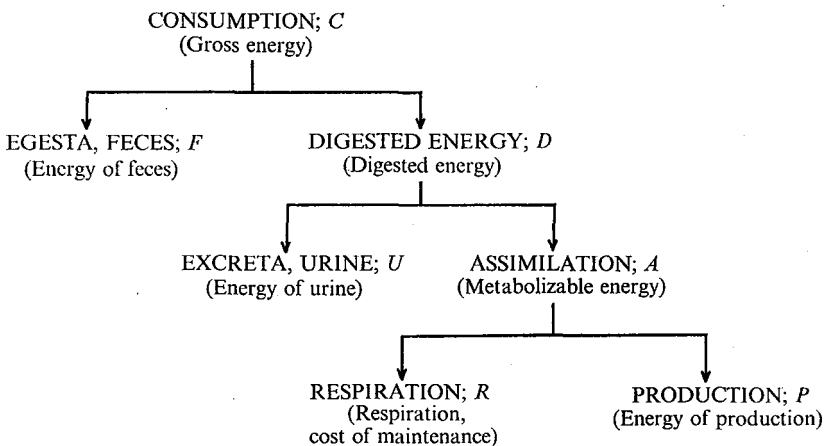 CONSUMPTION; C
(Gross energy)
EGESTA, FECES; F
(Energy of feces)
DIGESTED ENERGY; D
(Digested energy)
EXCRETA, URINE; U
(Energy of urine)
ASSIMILATION; A
(Metabolizable energy)
RESPIRATION; R
(Respiration,
cost of maintenance)
PRODUCTION; P
(Energy of production)